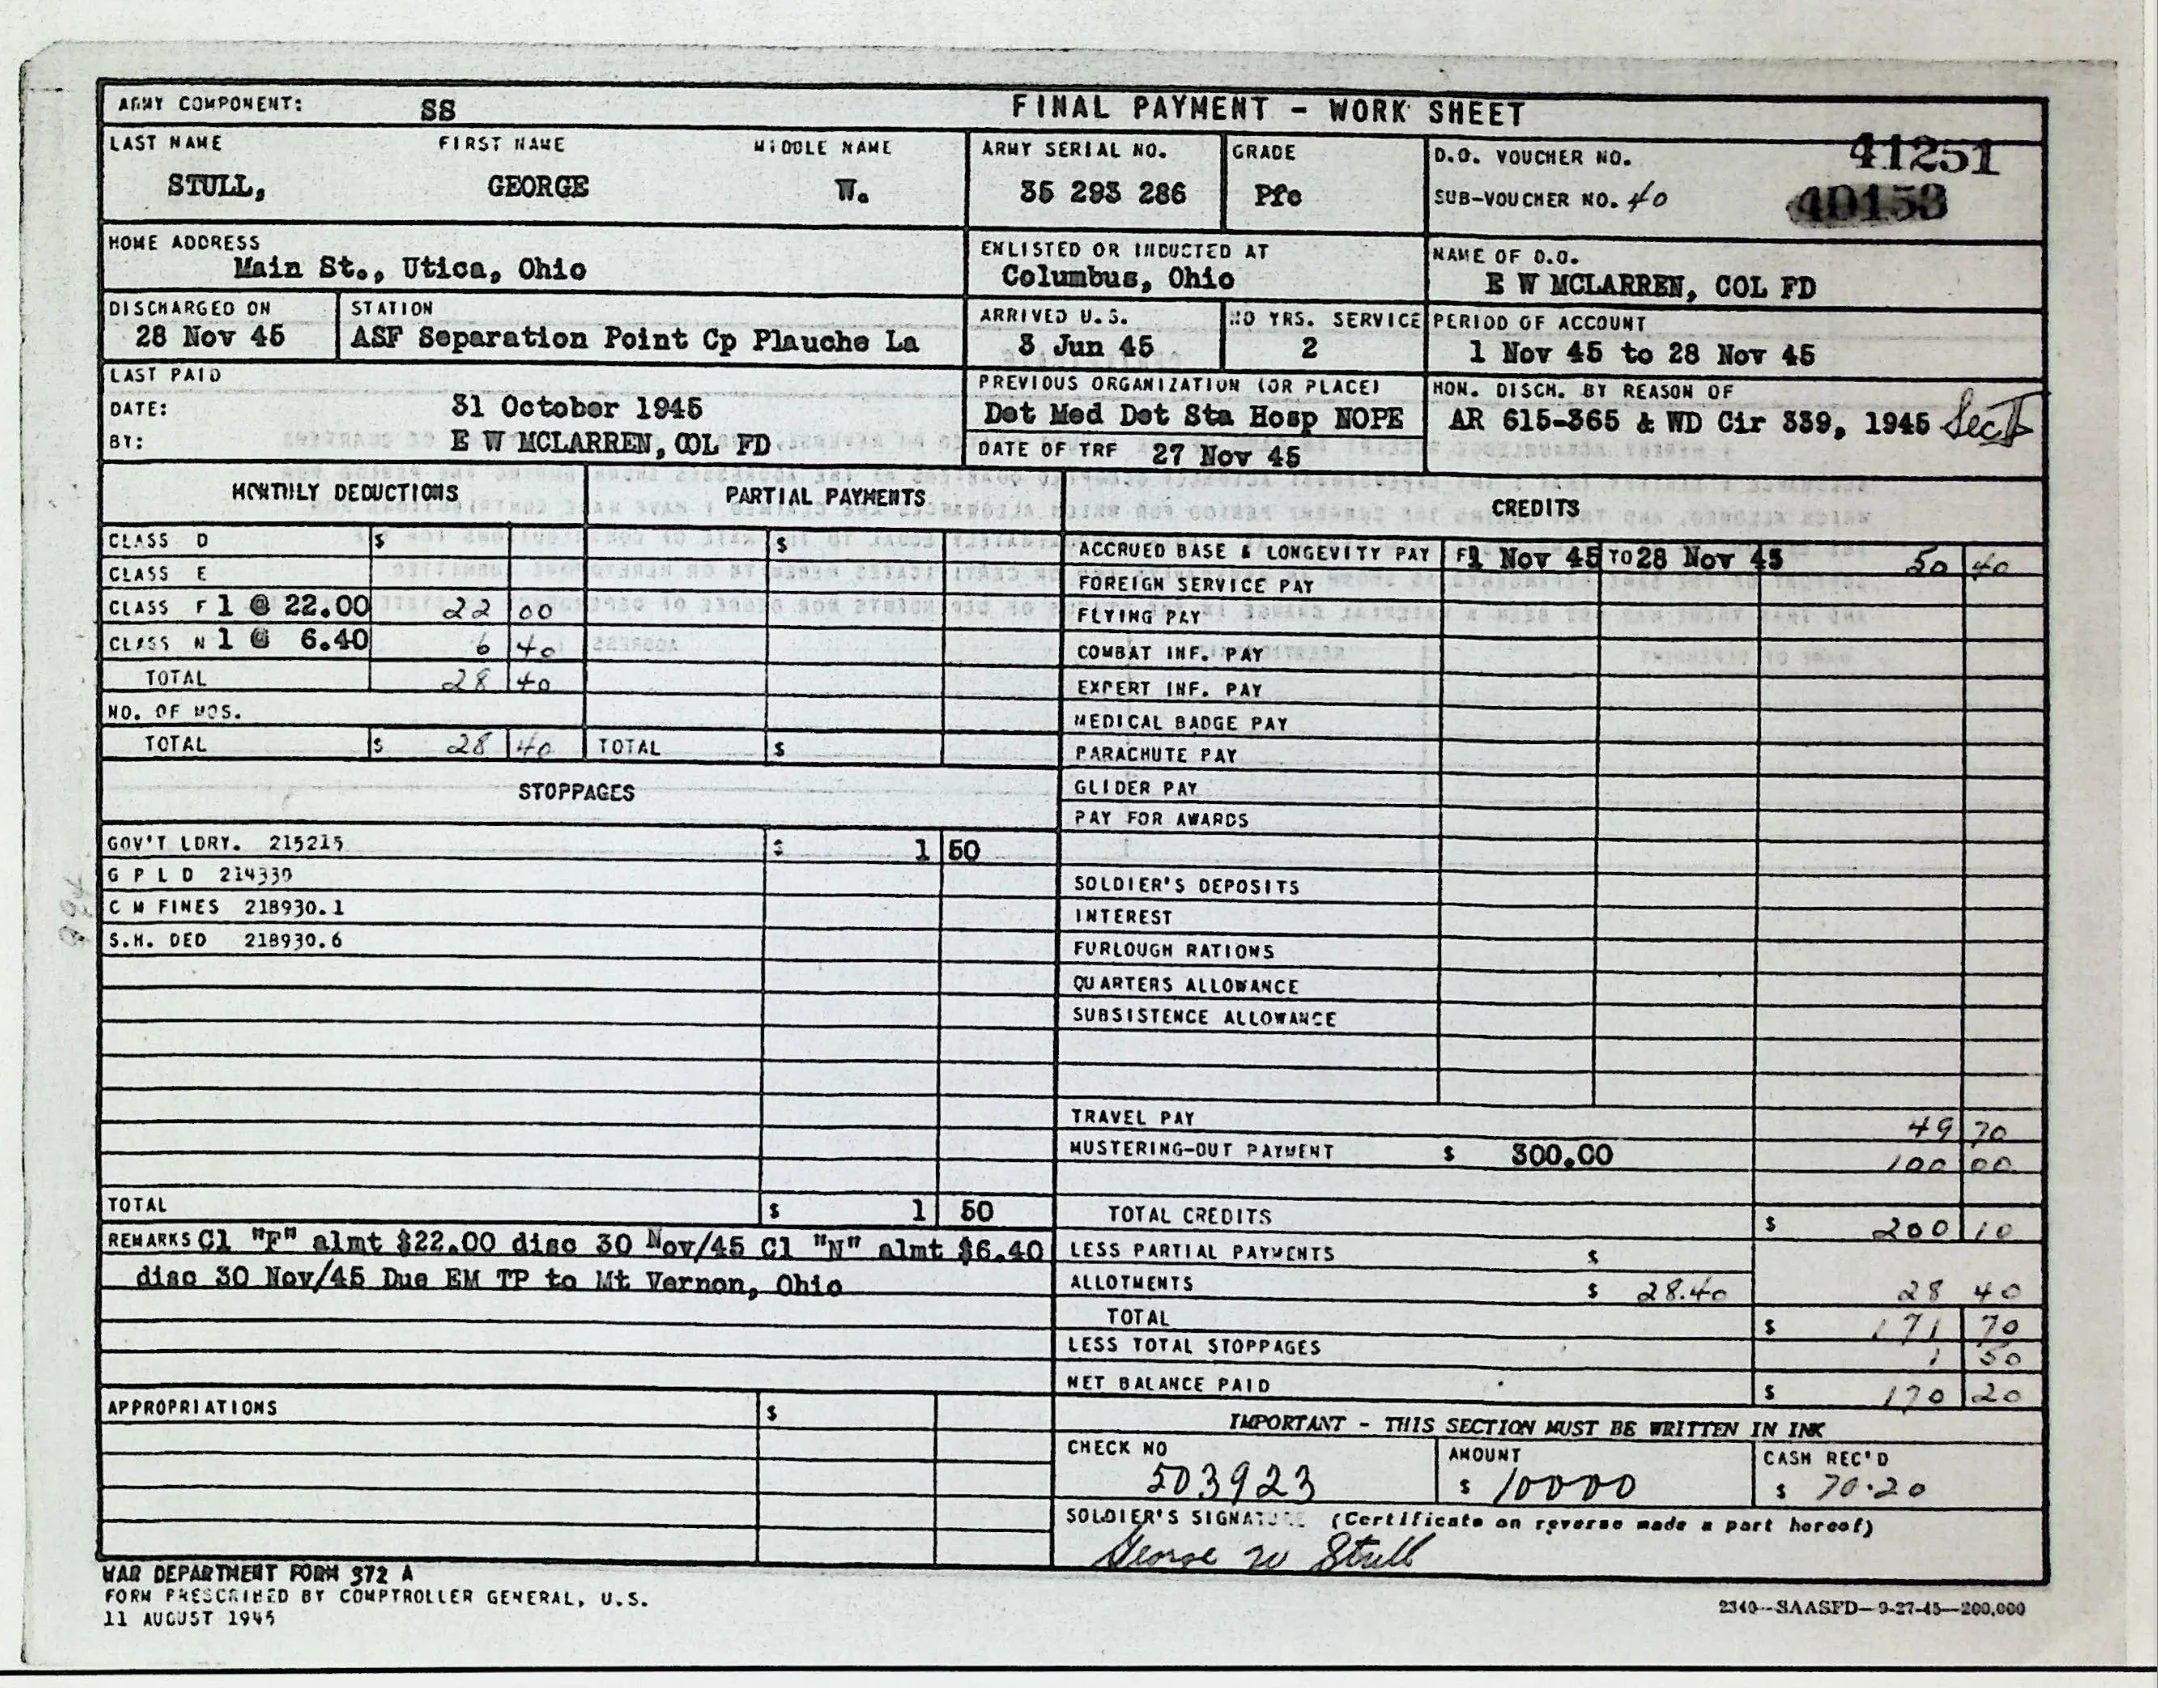 ARMY COMPONENT: SS FINAL PAYMENT - WORK SHEET
LAST NAME FIRST NAME MIDDLE NAME ARMY SERIAL NO. GRADE D.O. VOUCHER NO. 41251
STULL, GEORGE W. 35 293 286 Pfc SUB-VOUCHER NO. 40 40153
HOME ADDRESS ENLISTED OR INDUCTED AT NAME OF D.O.
Main St., Utica, Ohio Columbus, Ohio E W MCLARREN, COL FD
DISCHARGED ON STATION ARRIVED U.S. NO YRS. SERVICE PERIOD OF ACCOUNT
28 Nov 45 ASF Separation Point Cp Plauche La 3 Jun 45 2 1 Nov 45 to 28 Nov 45
LAST PAID PREVIOUS ORGANIZATION (OR PLACE) HON. DISCH. BY REASON OF
DATE: 31 October 1945 Det Med Det Sta Hosp NOPE AR 615-365 & WD Cir 339, 1945 Sec I
BY: E W MCLARREN, COL FD DATE OF TRF 27 Nov 45
MONTHLY DEDUCTIONS PARTIAL PAYMENTS CREDITS
CLASS D $ $ ACCRUED BASE & LONGEVITY PAY F1 Nov 45 TO 28 Nov 45 50 40
CLASS E FOREIGN SERVICE PAY
CLASS F 1 @ 22.00 22 00 FLYING PAY
CLASS N 1 @ 6.40 6 40 COMBAT INF. PAY
TOTAL 28 40 EXPERT INF. PAY
NO. OF MOS. MEDICAL BADGE PAY
TOTAL $ 28 40 TOTAL $ PARACHUTE PAY
STOPPAGES GLIDER PAY
PAY FOR AWARDS
GOV'T LDRY. 215215 $ 1 50
G P L D 214330 SOLDIER'S DEPOSITS
C M FINES 218930.1 INTEREST
S.H. DED 218930.6 FURLOUGH RATIONS
QUARTERS ALLOWANCE
SUBSISTENCE ALLOWANCE
TRAVEL PAY 49 70
MUSTERING-OUT PAYMENT $ 300.00 100 00
TOTAL $ 1 50 TOTAL CREDITS $ 200 10
REMARKS Cl "F" almt $22.00 disc 30 Nov/45 Cl "N" almt $6.40 LESS PARTIAL PAYMENTS $
disc 30 Nov/45 Due EM TP to Mt Vernon, Ohio ALLOTMENTS $ 28.40 28 40
TOTAL $ 171 70
LESS TOTAL STOPPAGES 1 50
NET BALANCE PAID $ 170 20
APPROPRIATIONS $
IMPORTANT - THIS SECTION MUST BE WRITTEN IN INK
CHECK NO AMOUNT CASH REC'D
503923 $ 10000 $ 70.20
SOLDIER'S SIGNATURE (Certificate on reverse made a part hereof)
George W Stull
WAR DEPARTMENT FORM 372 A
FORM PRESCRIBED BY COMPTROLLER GENERAL, U.S.
11 AUGUST 1945
2340--SAASFD--9-27-45--200,000